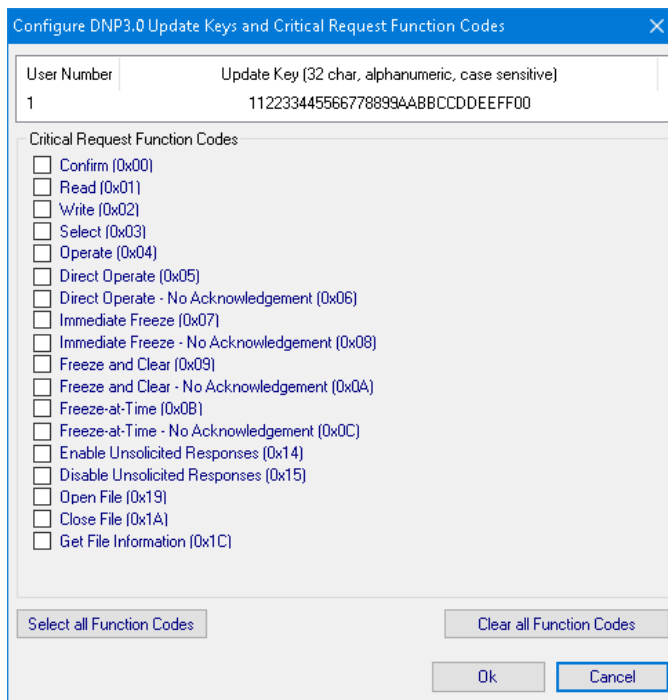 Configure DNP3.0 Update Keys and Critical Request Function Codes
User Number Update Key (32 char, alphanumeric, case sensitive)
1 112233445566778899AABBCCDDEEFF00
Critical Request Function Codes
Confirm (0x00)
Read (0x01)
Write (0x02)
Select (0x03)
Operate (0x04)
Direct Operate (0x05)
Direct Operate - No Acknowledgement (0x06)
Immediate Freeze (0x07)
Immediate Freeze - No Acknowledgement (0x08)
Freeze and Clear (0x09)
Freeze and Clear - No Acknowledgement (0x0A)
Freeze-at-Time (0x0B)
Freeze-at-Time - No Acknowledgement (0x0C)
Enable Unsolicited Responses (0x14)
Disable Unsolicited Responses (0x15)
Open File (0x19)
Close File (0x1A)
Get File Information (0x1C)
Select all Function Codes Clear all Function Codes
Ok Cancel